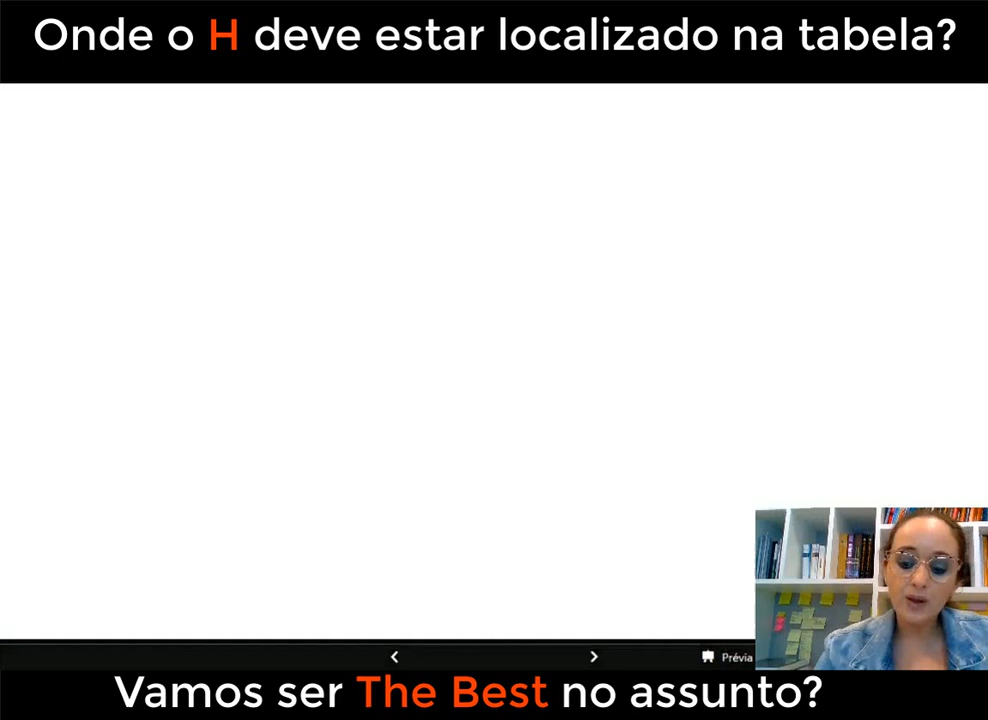 Onde o H deve estar localizado na tabela?
Prévia
Vamos ser The Best no assunto?